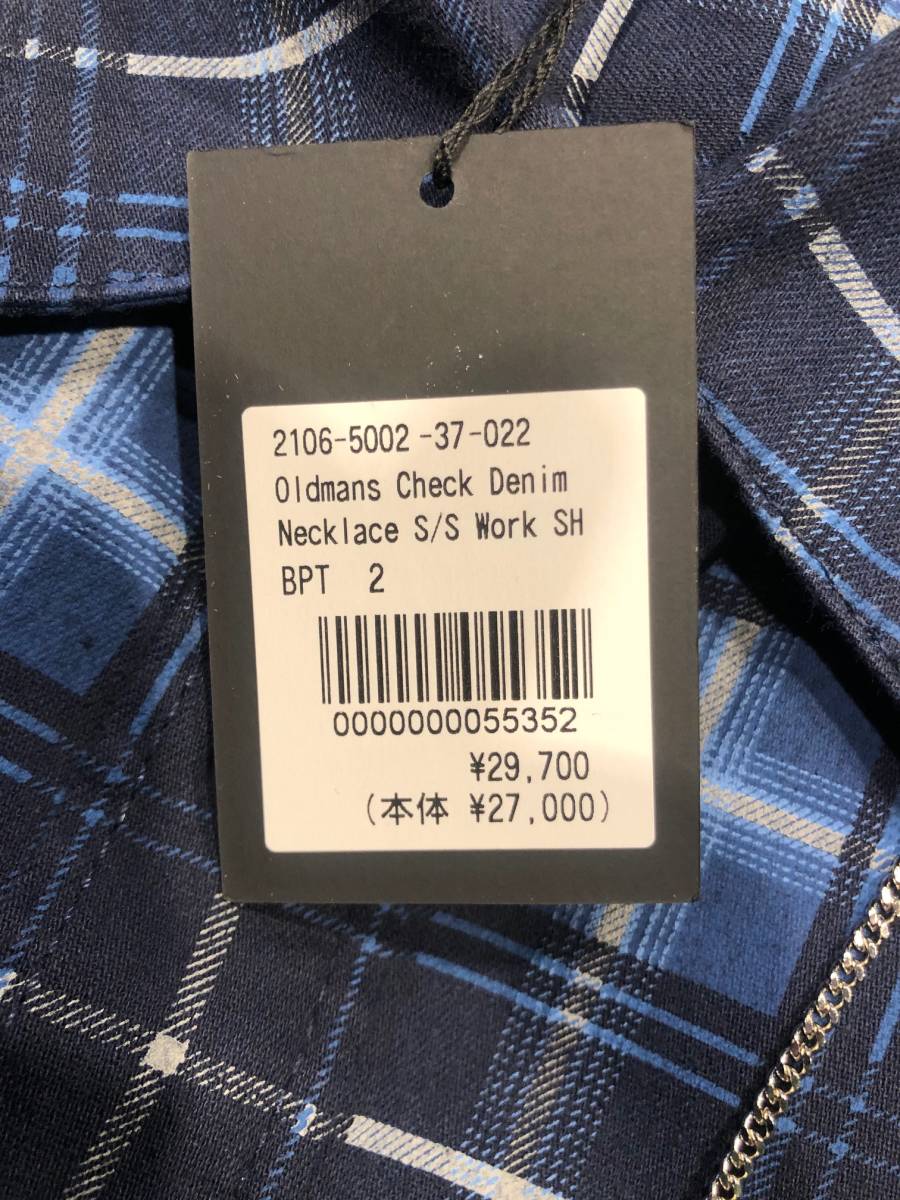 2106-5002-37-022
Oldmans Check Denim
Necklace S/S Work SH
BPT 2
0000000055352
¥29,700
(本体 ¥27,000)